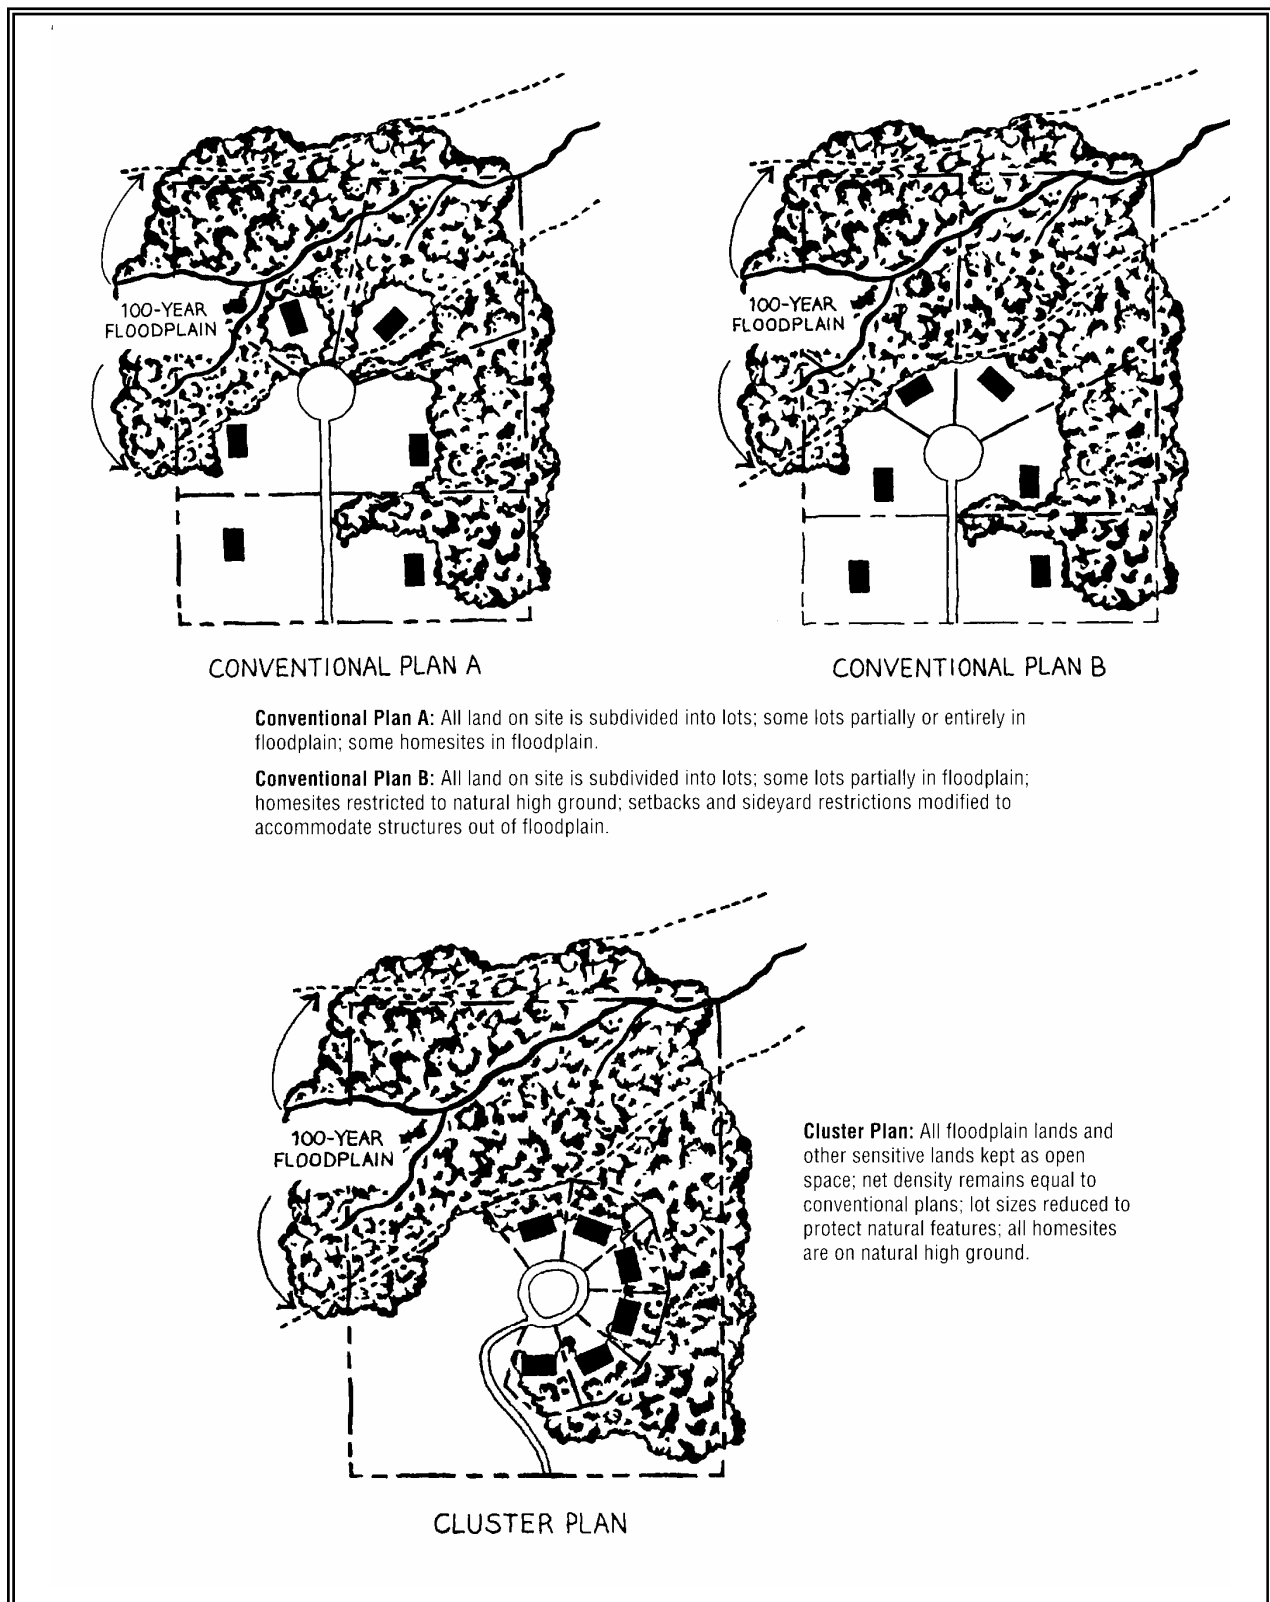 100-YEAR
FLOODPLAIN
100-YEAR
FLOODPLAIN
CONVENTIONAL PLAN A
CONVENTIONAL PLAN B
Conventional Plan A: All land on site is subdivided into lots; some lots partially or entirely in
floodplain; some homesites in floodplain.
Conventional Plan B: All land on site is subdivided into lots; some lots partially in floodplain;
homesites restricted to natural high ground; setbacks and sideyard restrictions modified to
accommodate structures out of floodplain.
100-YEAR
FLOODPLAIN
Cluster Plan: All floodplain lands and
other sensitive lands kept as open
space; net density remains equal to
conventional plans; lot sizes reduced to
protect natural features; all homesites
are on natural high ground.
CLUSTER PLAN